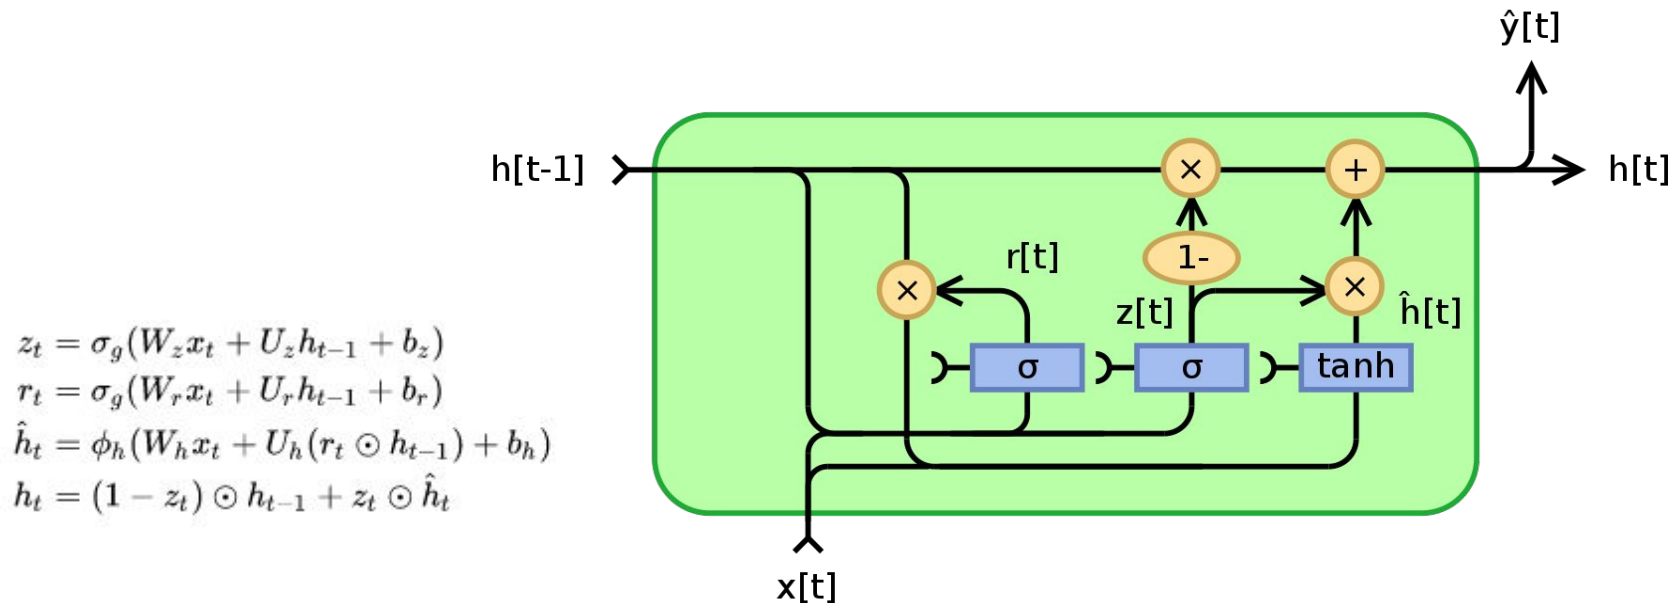 ŷ[t]
h[t-1]
×
+
h[t]
1-
r[t]
×
×
z[t]
ĥ[t]
σ
σ
tanh
x[t]
z_t = σ_g(W_z x_t + U_z h_{t-1} + b_z)
r_t = σ_g(W_r x_t + U_r h_{t-1} + b_r)
ĥ_t = ϕ_h(W_h x_t + U_h(r_t ⊙ h_{t-1}) + b_h)
h_t = (1 − z_t) ⊙ h_{t-1} + z_t ⊙ ĥ_t